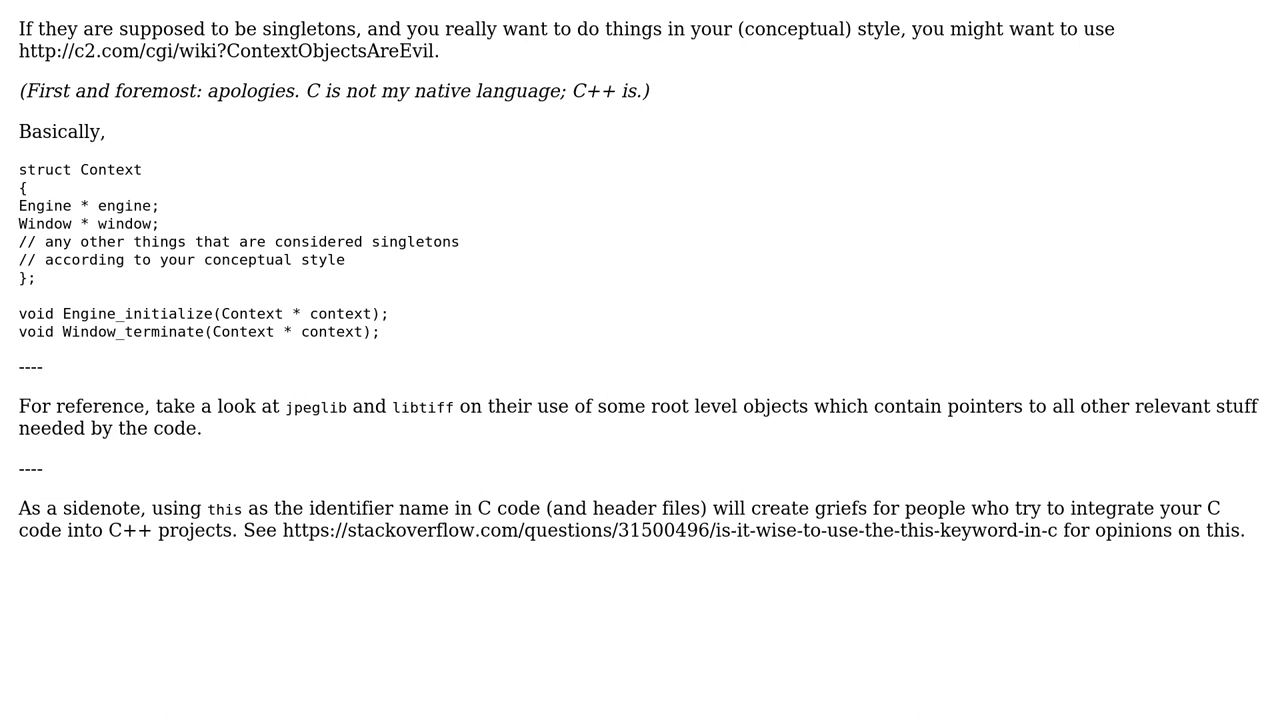 If they are supposed to be singletons, and you really want to do things in your (conceptual) style, you might want to use
http://c2.com/cgi/wiki?ContextObjectsAreEvil.
(First and foremost: apologies. C is not my native language; C++ is.)
Basically,
struct Context
{
Engine * engine;
Window * window;
// any other things that are considered singletons
// according to your conceptual style
};
void Engine_initialize(Context * context);
void Window_terminate(Context * context);
----
For reference, take a look at jpeglib and libtiff on their use of some root level objects which contain pointers to all other relevant stuff
needed by the code.
----
As a sidenote, using this as the identifier name in C code (and header files) will create griefs for people who try to integrate your C
code into C++ projects. See https://stackoverflow.com/questions/31500496/is-it-wise-to-use-the-this-keyword-in-c for opinions on this.